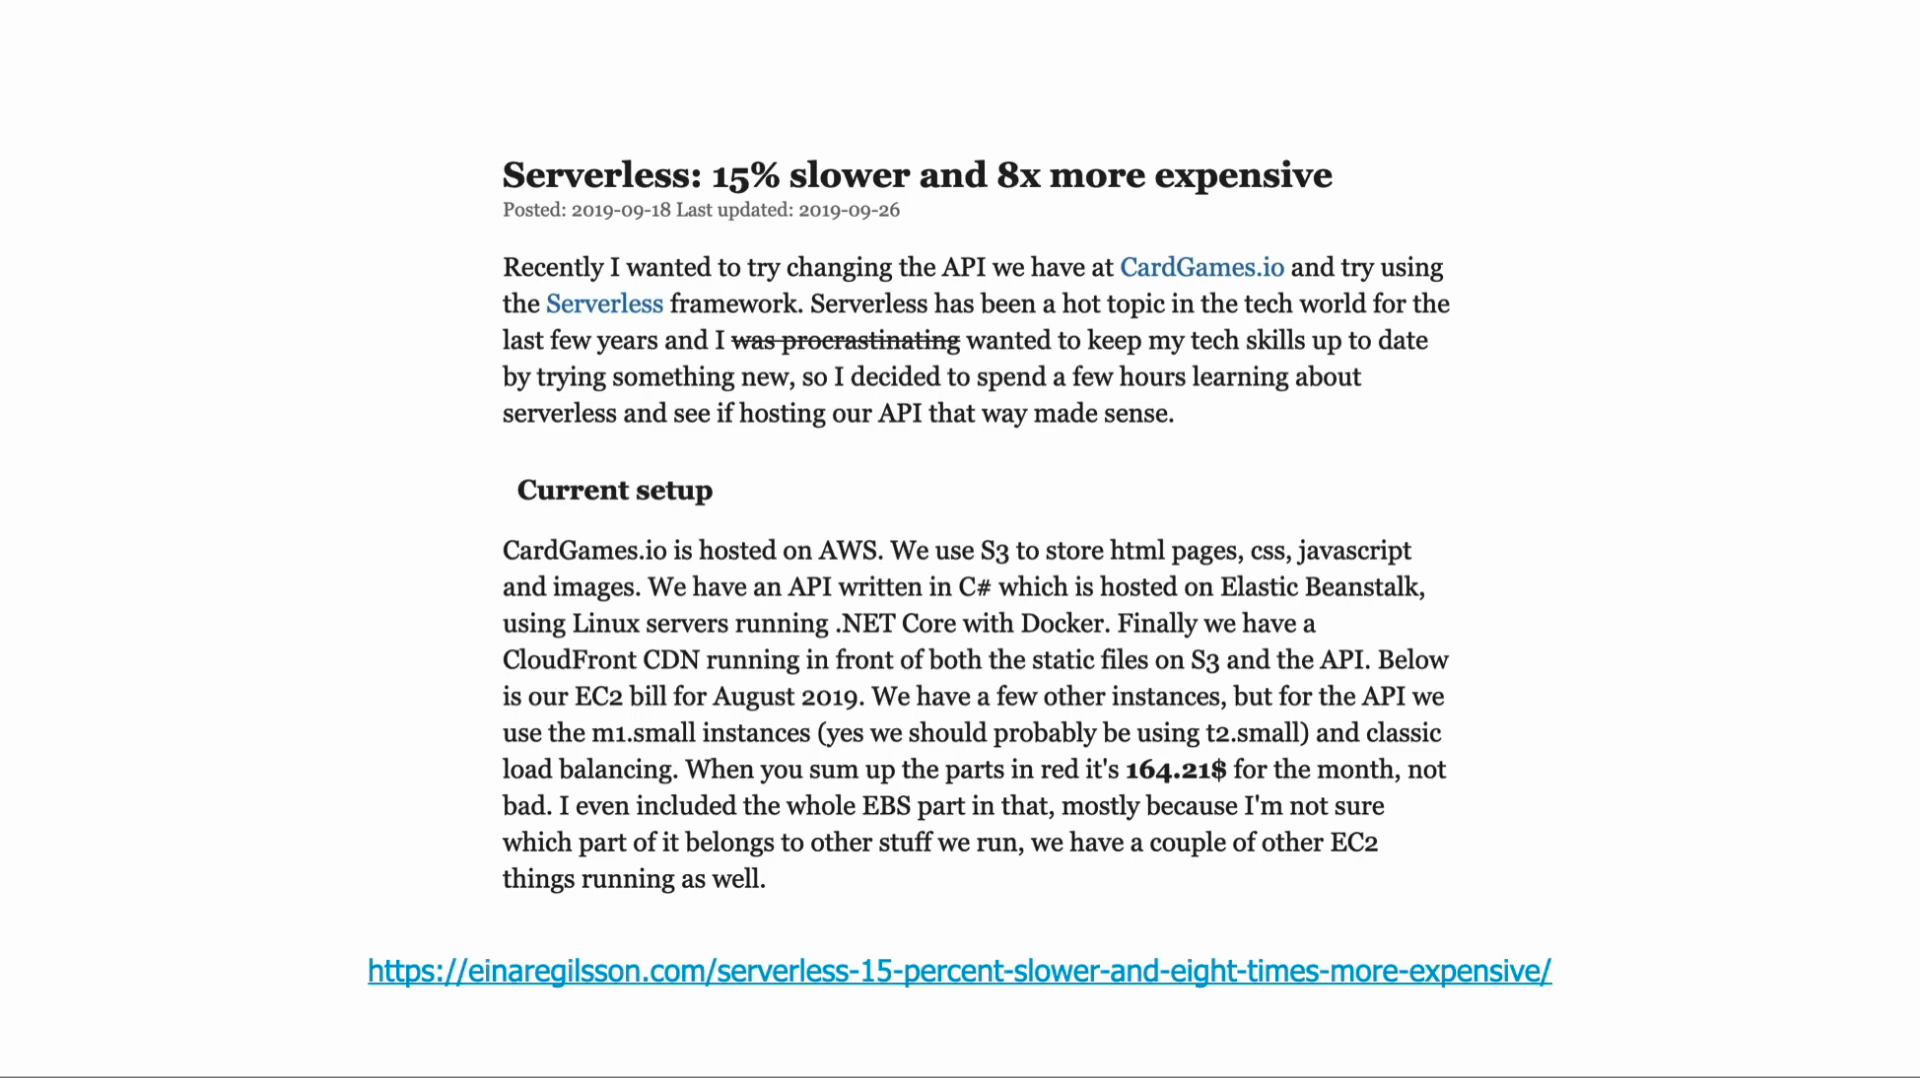 Serverless: 15% slower and 8x more expensive
Posted: 2019-09-18 Last updated: 2019-09-26
Recently I wanted to try changing the API we have at CardGames.io and try using
the Serverless framework. Serverless has been a hot topic in the tech world for the
last few years and I was procrastinating wanted to keep my tech skills up to date
by trying something new, so I decided to spend a few hours learning about
serverless and see if hosting our API that way made sense.
Current setup
CardGames.io is hosted on AWS. We use S3 to store html pages, css, javascript
and images. We have an API written in C# which is hosted on Elastic Beanstalk,
using Linux servers running .NET Core with Docker. Finally we have a
CloudFront CDN running in front of both the static files on S3 and the API. Below
is our EC2 bill for August 2019. We have a few other instances, but for the API we
use the m1.small instances (yes we should probably be using t2.small) and classic
load balancing. When you sum up the parts in red it's 164.21$ for the month, not
bad. I even included the whole EBS part in that, mostly because I'm not sure
which part of it belongs to other stuff we run, we have a couple of other EC2
things running as well.
https://einaregilsson.com/serverless-15-percent-slower-and-eight-times-more-expensive/